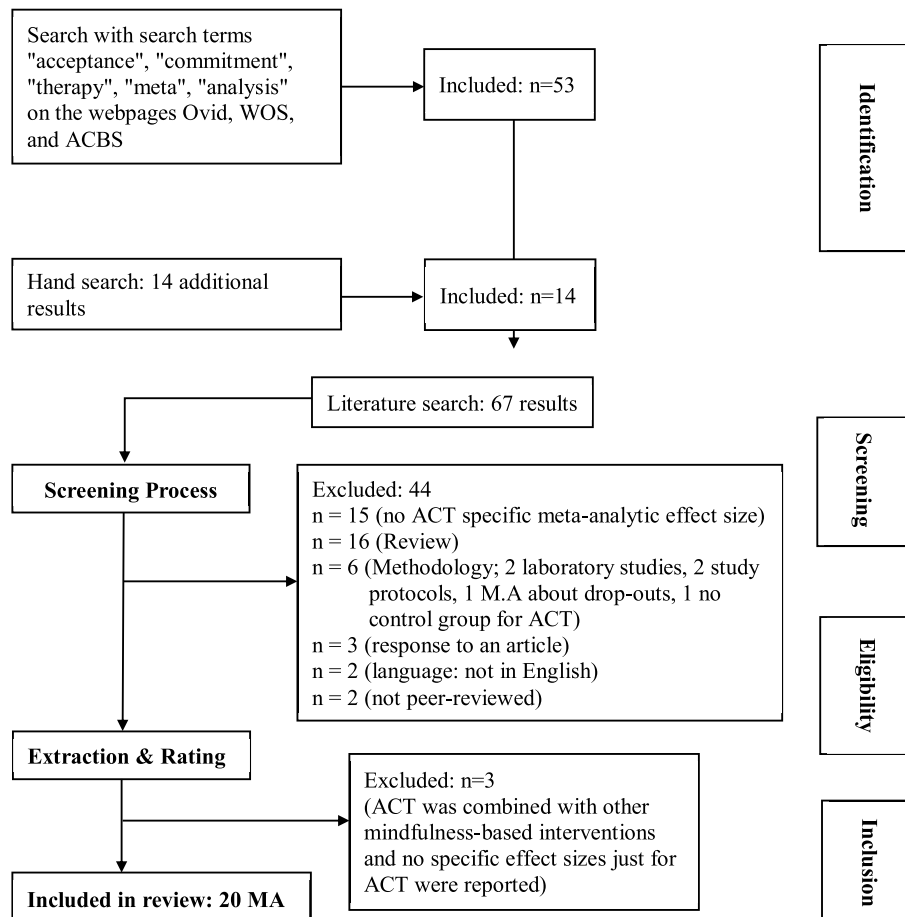 Search with search terms
"acceptance", "commitment",
"therapy", "meta", "analysis"
on the webpages Ovid, WOS,
and ACBS
Included: n=53
Identification
Hand search: 14 additional
results
Included: n=14
Literature search: 67 results
Screening
Screening Process
Excluded: 44
n = 15 (no ACT specific meta-analytic effect size)
n = 16 (Review)
n = 6 (Methodology; 2 laboratory studies, 2 study
protocols, 1 M.A about drop-outs, 1 no
control group for ACT)
n = 3 (response to an article)
n = 2 (language: not in English)
n = 2 (not peer-reviewed)
Eligibility
Extraction & Rating
Excluded: n=3
(ACT was combined with other
mindfulness-based interventions
and no specific effect sizes just for
ACT were reported)
Inclusion
Included in review: 20 MA